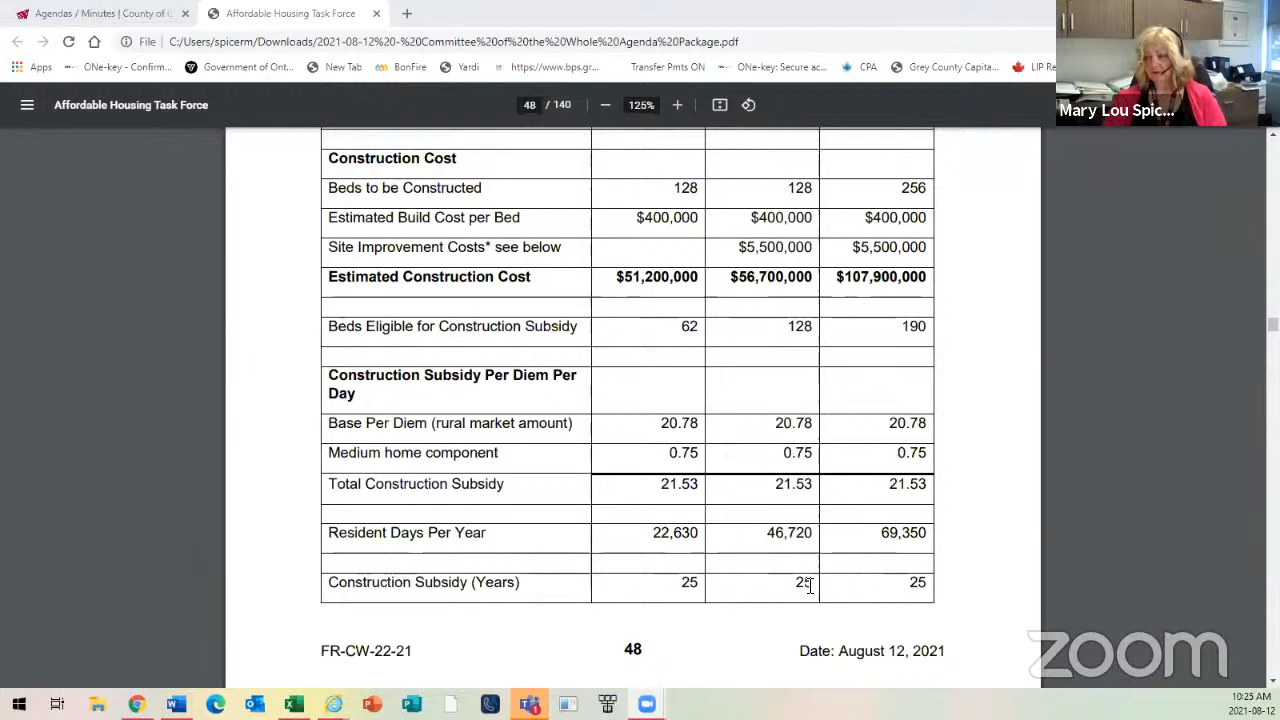 Agendas / Minutes | County of G
Affordable Housing Task Force
File
C:/Users/spicerm/Downloads/2021-08-12%20-%20Committee%20of%20the%20Whole%20Agenda%20Package.pdf
Apps
ONe-key - Confirm...
Government of Ont...
New Tab
BonFire
Yardi
https://www.bps.gr...
Transfer Pmts ON
ONe-key: Secure ac...
CPA
Grey County Capita...
LIP Re
Mary Lou Spic...
Affordable Housing Task Force
48 / 140
125%
Construction Cost
Beds to be Constructed 128 128 256
Estimated Build Cost per Bed $400,000 $400,000 $400,000
Site Improvement Costs* see below $5,500,000 $5,500,000
Estimated Construction Cost $51,200,000 $56,700,000 $107,900,000
Beds Eligible for Construction Subsidy 62 128 190
Construction Subsidy Per Diem Per
Day
Base Per Diem (rural market amount) 20.78 20.78 20.78
Medium home component 0.75 0.75 0.75
Total Construction Subsidy 21.53 21.53 21.53
Resident Days Per Year 22,630 46,720 69,350
Construction Subsidy (Years) 25 25 25
FR-CW-22-21 48 Date: August 12, 2021
zoom
10:25 AM
2021-08-12